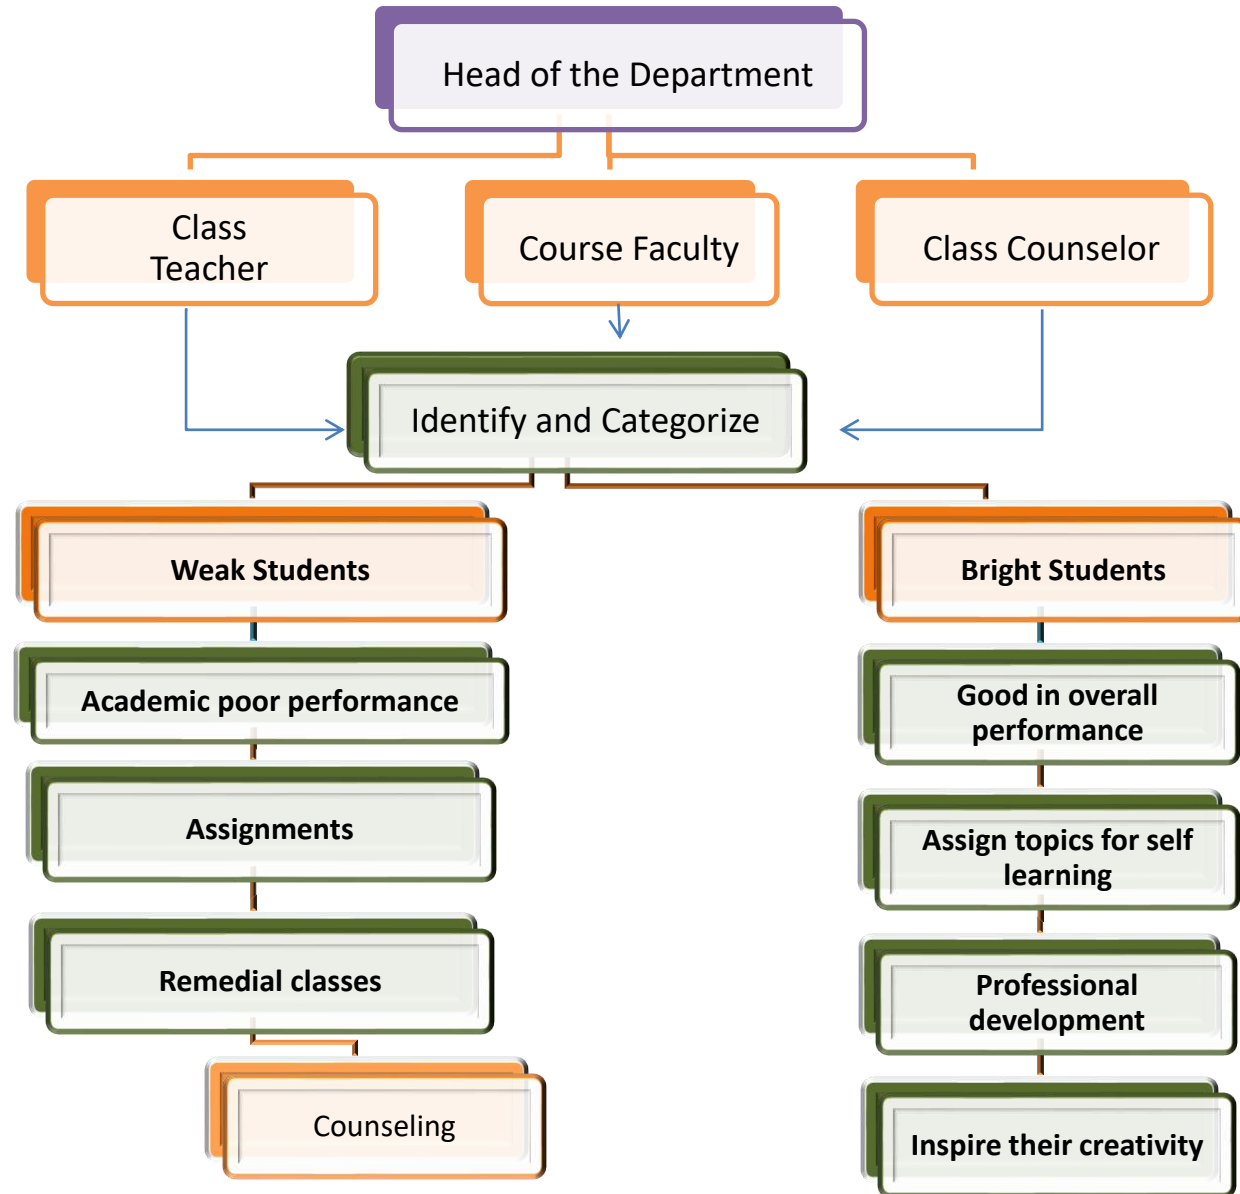 Head of the Department
Class
Teacher
Course Faculty
Class Counselor
Identify and Categorize
Weak Students
Academic poor performance
Assignments
Remedial classes
Counseling
Bright Students
Good in overall
performance
Assign topics for self
learning
Professional
development
Inspire their creativity